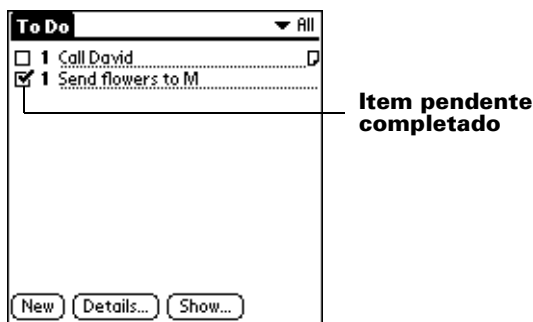 To Do All
1 Call David
1 Send flowers to M
Item pendente
completado
New Details... Show...